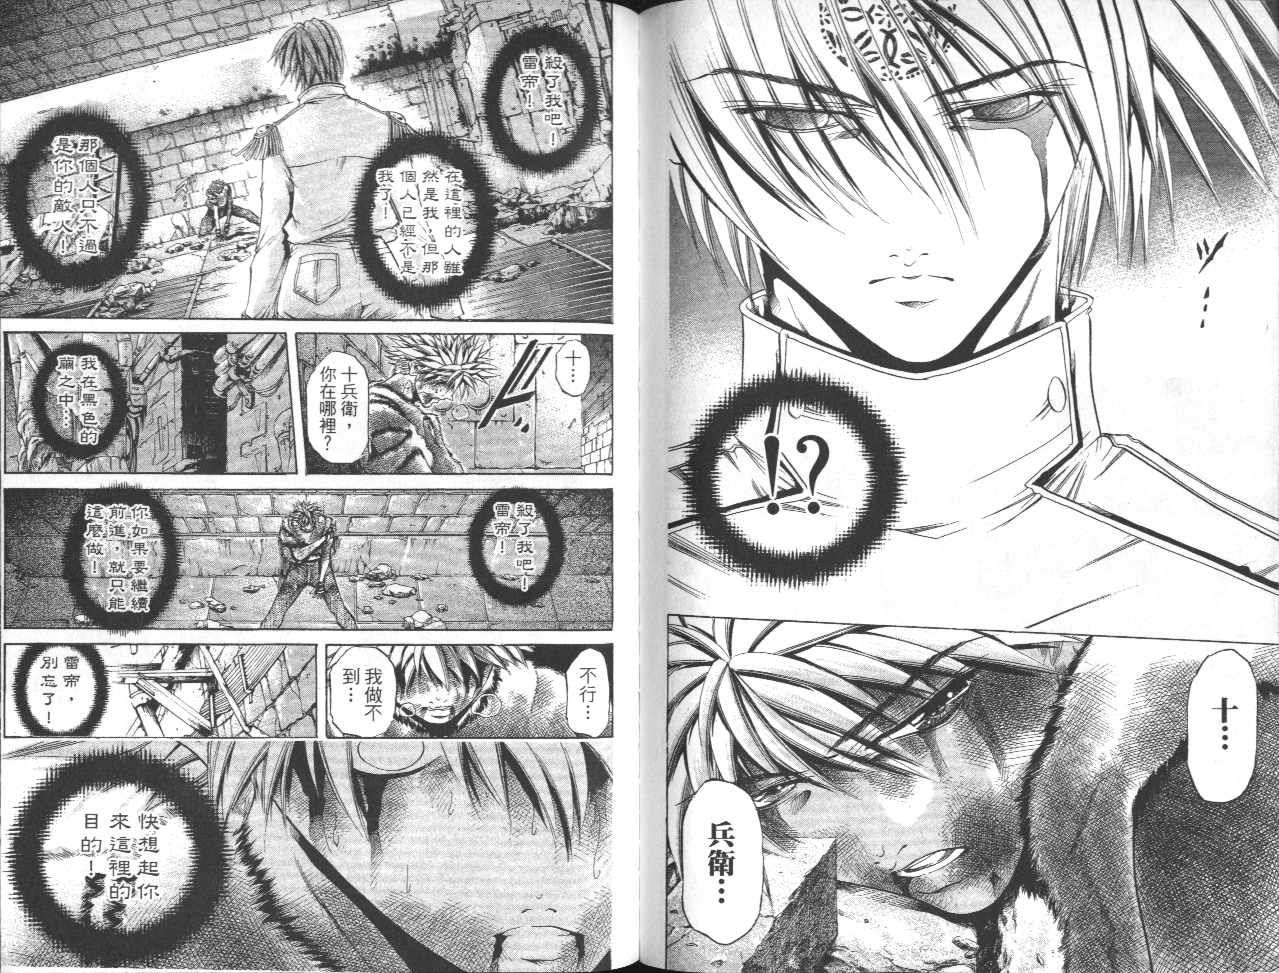 !?
十…
兵衛…
殺了我吧!
雷帝!
在這裡的人雖
然是我,但那
個人已經不是
我了!
那個人只不過
是你的敵人!
十…
十兵衛,
你在哪裡?
我在黑色的
繭之中…
殺了我吧!
雷帝!
你如果要繼續
前進,就只能
這麼做!
不行…
我做不
到…
雷帝,
別忘了!
快想起你
來這裡的
目的!